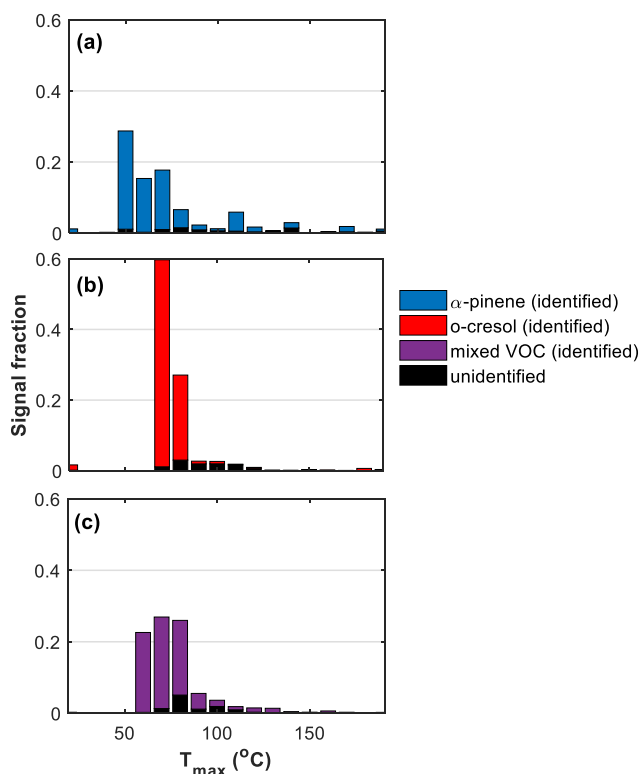 0.6
(a)
0.4
0.2
0
0.6
(b)
0.4
0.2
0
Signal fraction
0.6
(c)
0.4
0.2
0
50
100
150
T_max (°C)
α-pinene (identified)
o-cresol (identified)
mixed VOC (identified)
unidentified